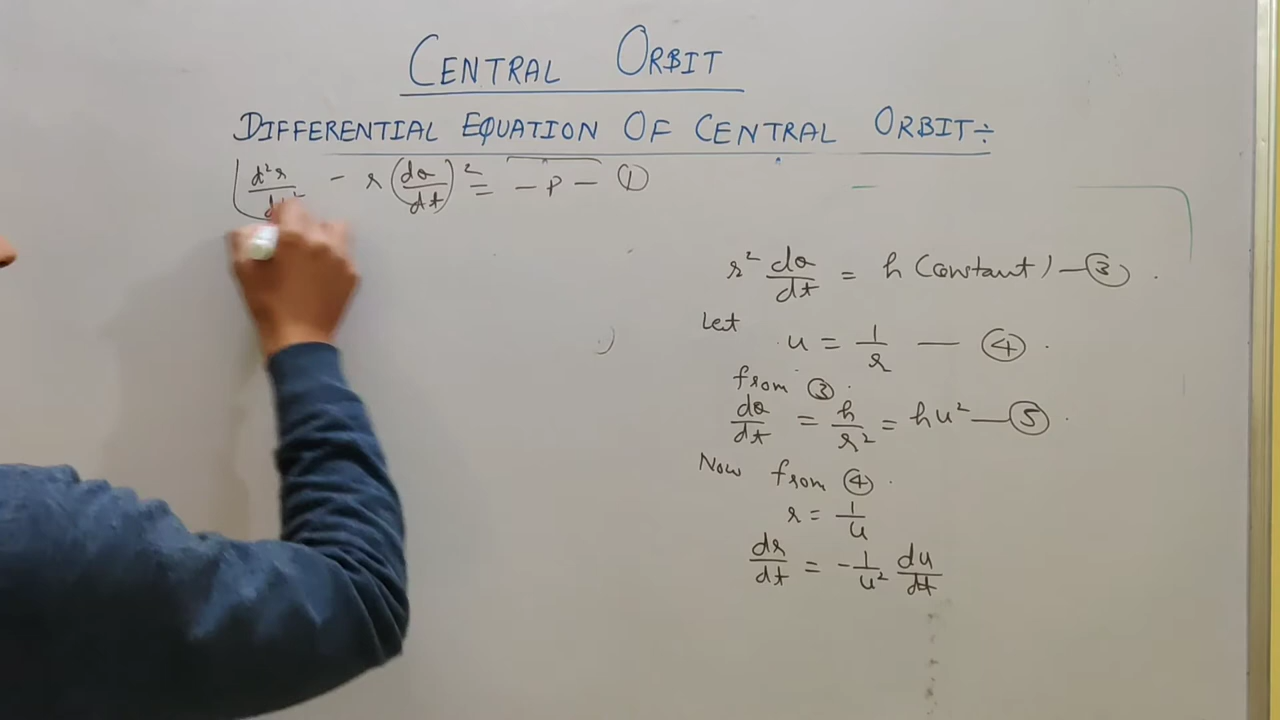 CENTRAL ORBIT
DIFFERENTIAL EQUATION OF CENTRAL ORBIT÷
d²r/dt² - r(dθ/dt)² = -P - ①
r² dθ/dt = h (constant) — ③
Let
u = 1/r — ④
from ③
dθ/dt = h/r² = hu² — ⑤
Now from ④
r = 1/u
dr/dt = -1/u² du/dt